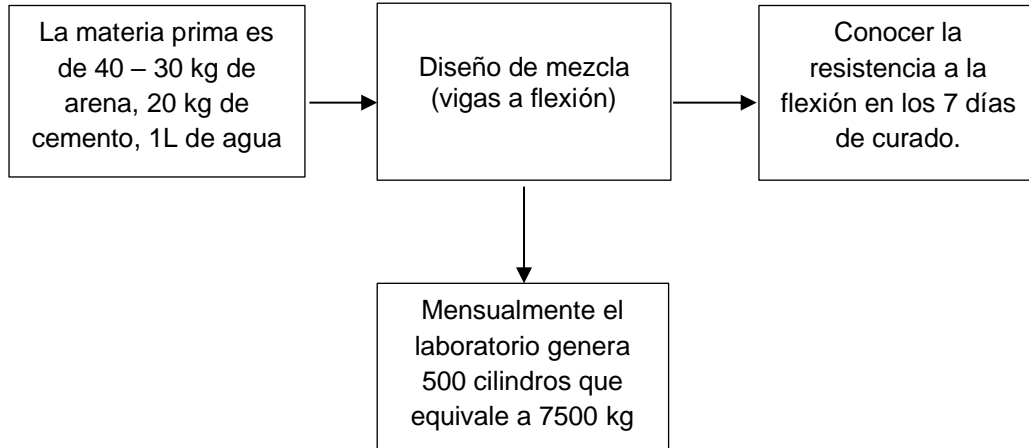 La materia prima es
de 40 – 30 kg de
arena, 20 kg de
cemento, 1L de agua
Diseño de mezcla
(vigas a flexión)
Conocer la
resistencia a la
flexión en los 7 días
de curado.
Mensualmente el
laboratorio genera
500 cilindros que
equivale a 7500 kg